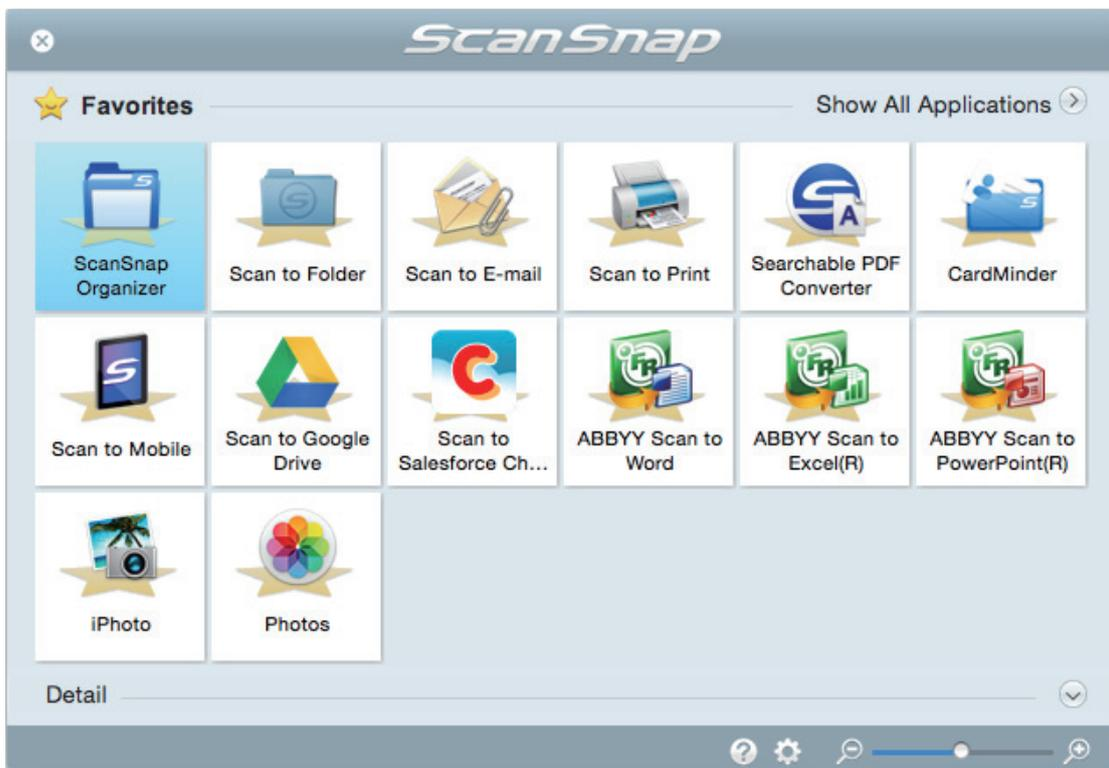 ScanSnap
Favorites
Show All Applications
ScanSnap
Organizer
Scan to Folder
Scan to E-mail
Scan to Print
Searchable PDF
Converter
CardMinder
Scan to Mobile
Scan to Google
Drive
Scan to
Salesforce Ch...
ABBYY Scan to
Word
ABBYY Scan to
Excel(R)
ABBYY Scan to
PowerPoint(R)
iPhoto
Photos
Detail